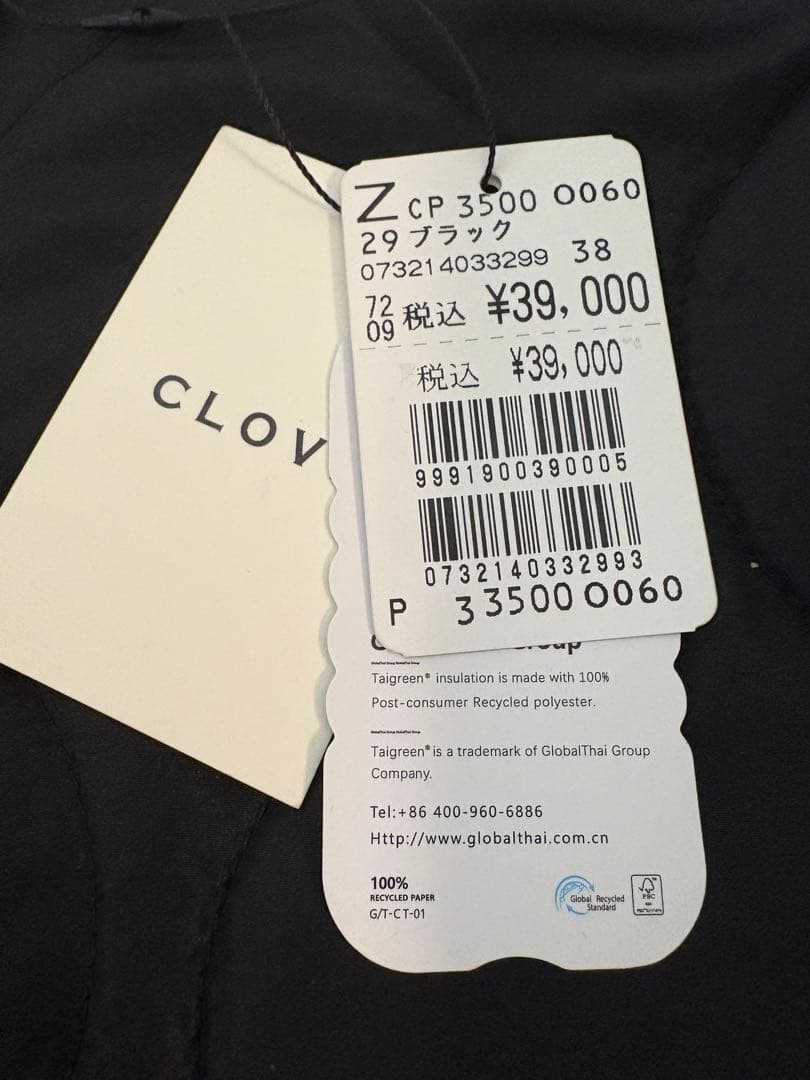 CLOV
Z CP 3500 0060
29 ブラック
073214033299 38
72
09 税込 ¥39,000
税込 ¥39,000
9991900390005
0732140332993
P 3 3500 0060
Taigreen® insulation is made with 100%
Post-consumer Recycled polyester.
Taigreen® is a trademark of GlobalThai Group
Company.
Tel:+86 400-960-6886
Http://www.globalthai.com.cn
100%
RECYCLED PAPER
G/T-CT-01
Global Recycled
Standard
FSC